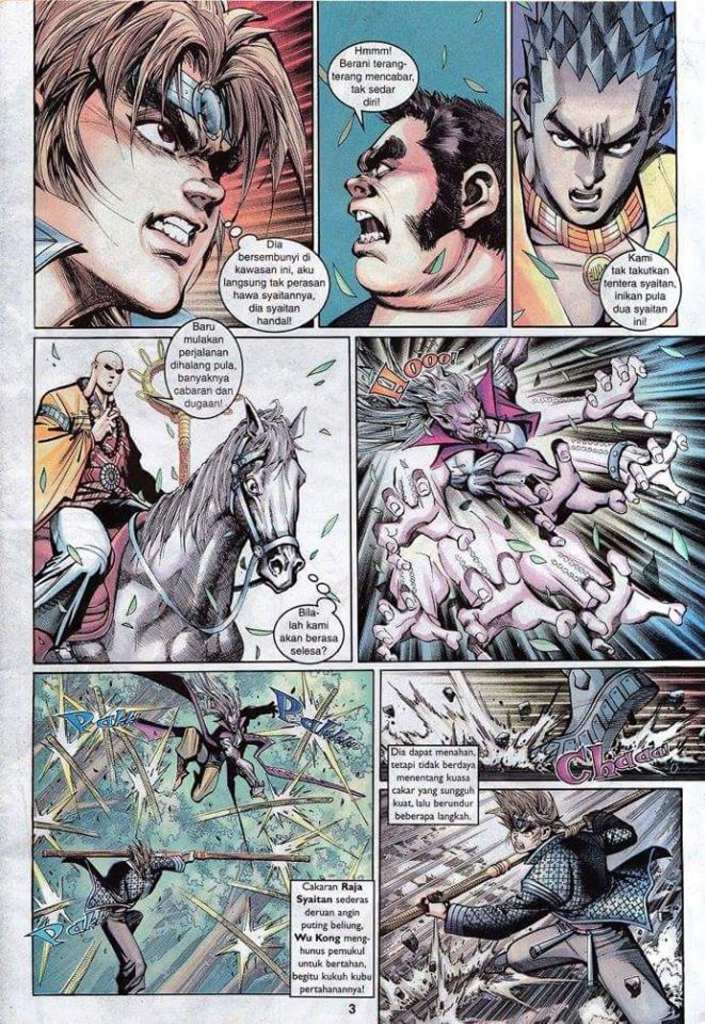 Dia
bersembunyi di
kawasan ini, aku
langsung tak perasan
hawa syaitannya,
dia syaitan
handal!
Hmmm!
Berani terang-
terang mencabar,
tak sedar
diri!
Kami
tak takutkan
tentera syaitan,
inikan pula
dua syaitan
ini!
Baru
mulakan
perjalanan
dihalang pula,
banyaknya
cabaran dan
dugaan!
Bila-
lah kami
akan berasa
selesa?
Hooo!
Pakk
Pakkk
Pakk
Cakaran Raja
Syaitan sederas
deruan angin
puting beliung,
Wu Kong meng-
hunus pemukul
untuk bertahan,
begitu kukuh kubu
pertahanannya!
Dia dapat menahan,
tetapi tidak berdaya
menentang kuasa
cakar yang sungguh
kuat, lalu berundur
beberapa langkah.
3